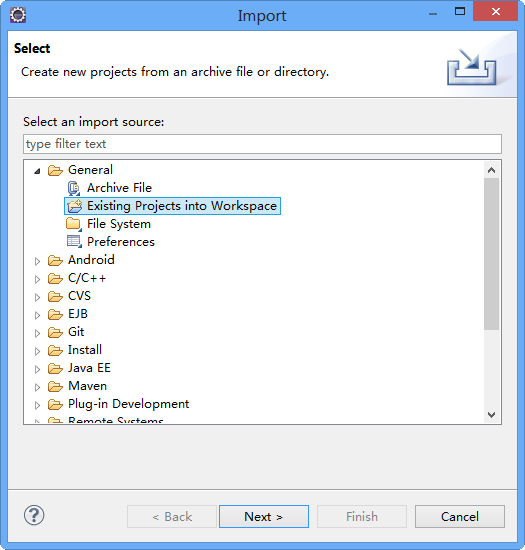 Import
Select
Create new projects from an archive file or directory.
Select an import source:
type filter text
General
Archive File
Existing Projects into Workspace
File System
Preferences
Android
C/C++
CVS
EJB
Git
Install
Java EE
Maven
Plug-in Development
Remote Systems
?
< Back
Next >
Finish
Cancel